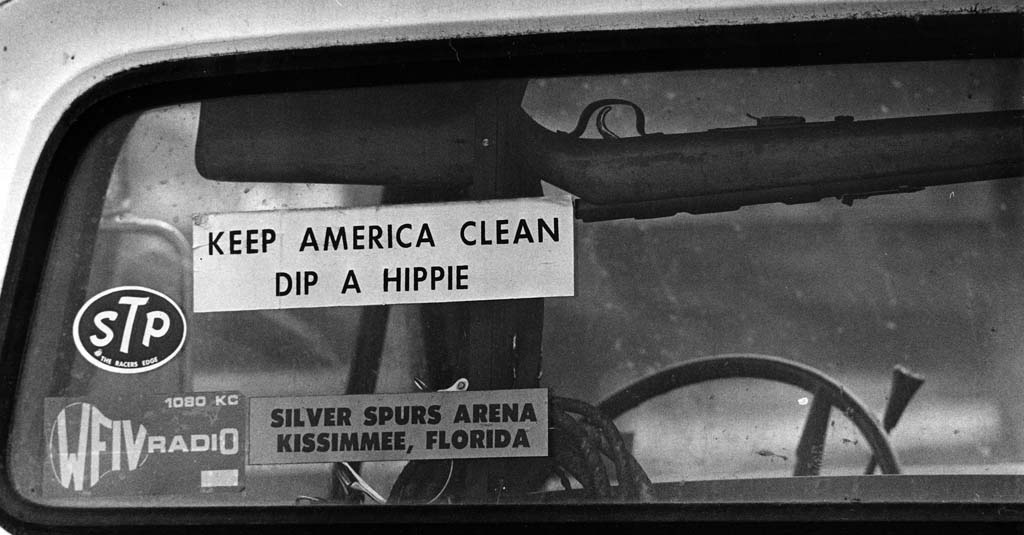 KEEP AMERICA CLEAN
DIP A HIPPIE
STP
THE RACERS EDGE
1080 KC
WFIV RADIO
SILVER SPURS ARENA
KISSIMMEE, FLORIDA